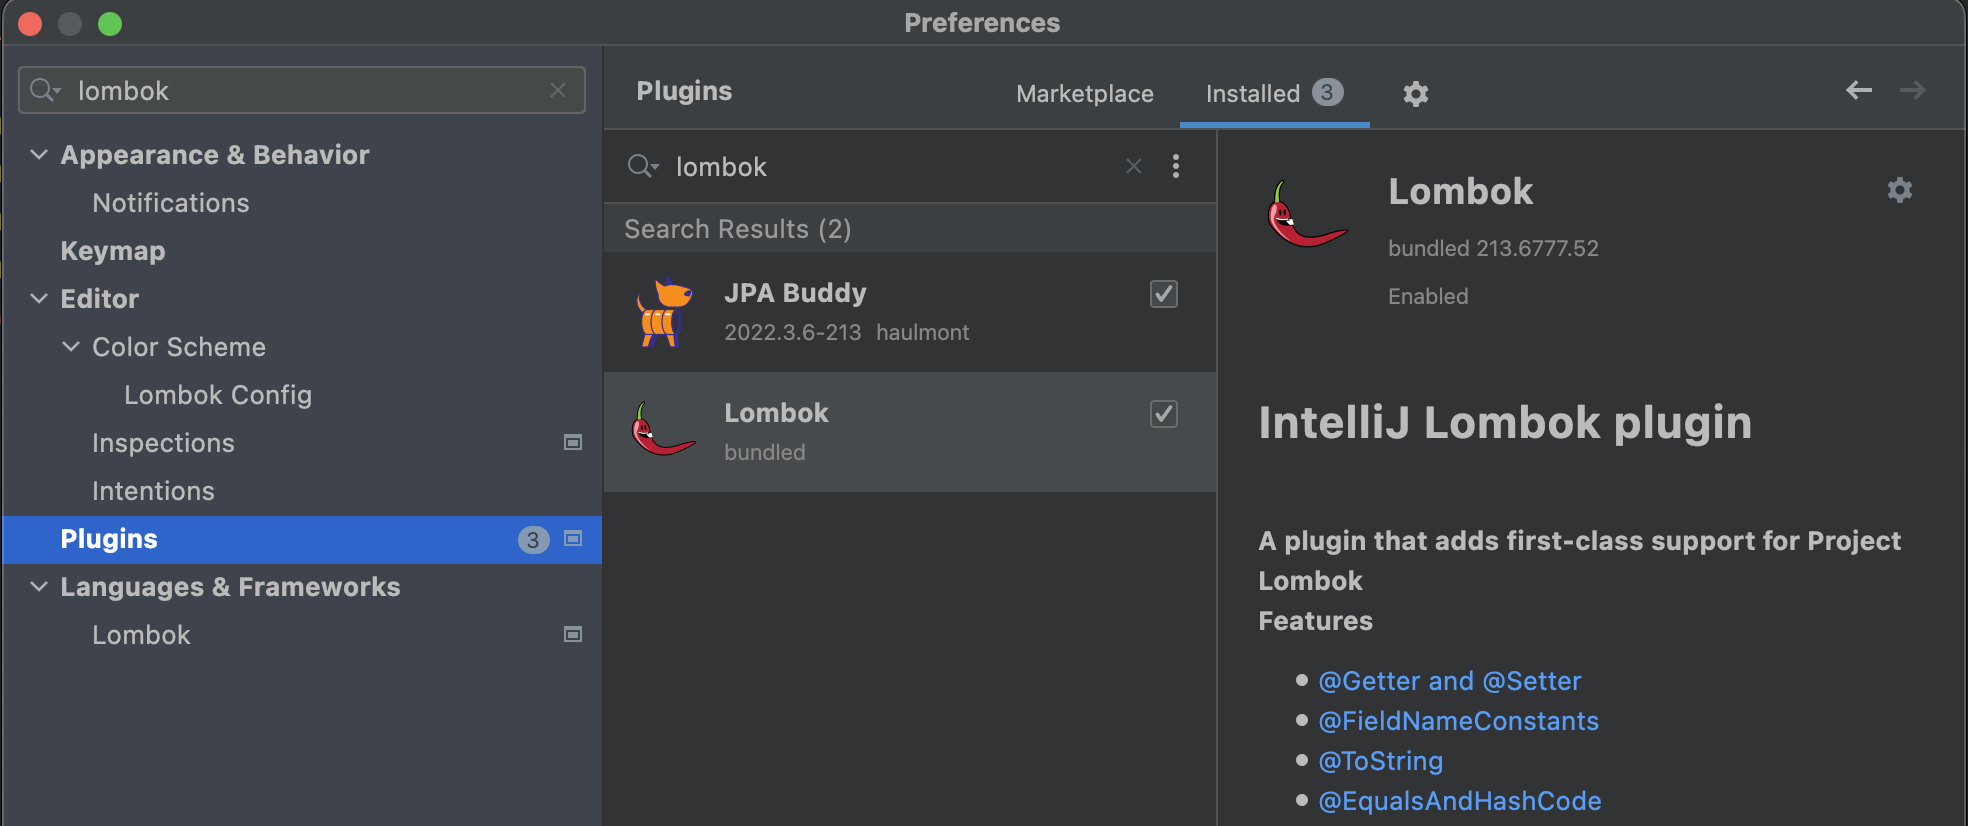 Preferences
lombok
Appearance & Behavior
Notifications
Keymap
Editor
Color Scheme
Lombok Config
Inspections
Intentions
Plugins 3
Languages & Frameworks
Lombok
Plugins Marketplace Installed 3
lombok
Search Results (2)
JPA Buddy
2022.3.6-213 haulmont
Lombok
bundled
Lombok
bundled 213.6777.52
Enabled
IntelliJ Lombok plugin
A plugin that adds first-class support for Project
Lombok
Features
@Getter and @Setter
@FieldNameConstants
@ToString
@EqualsAndHashCode